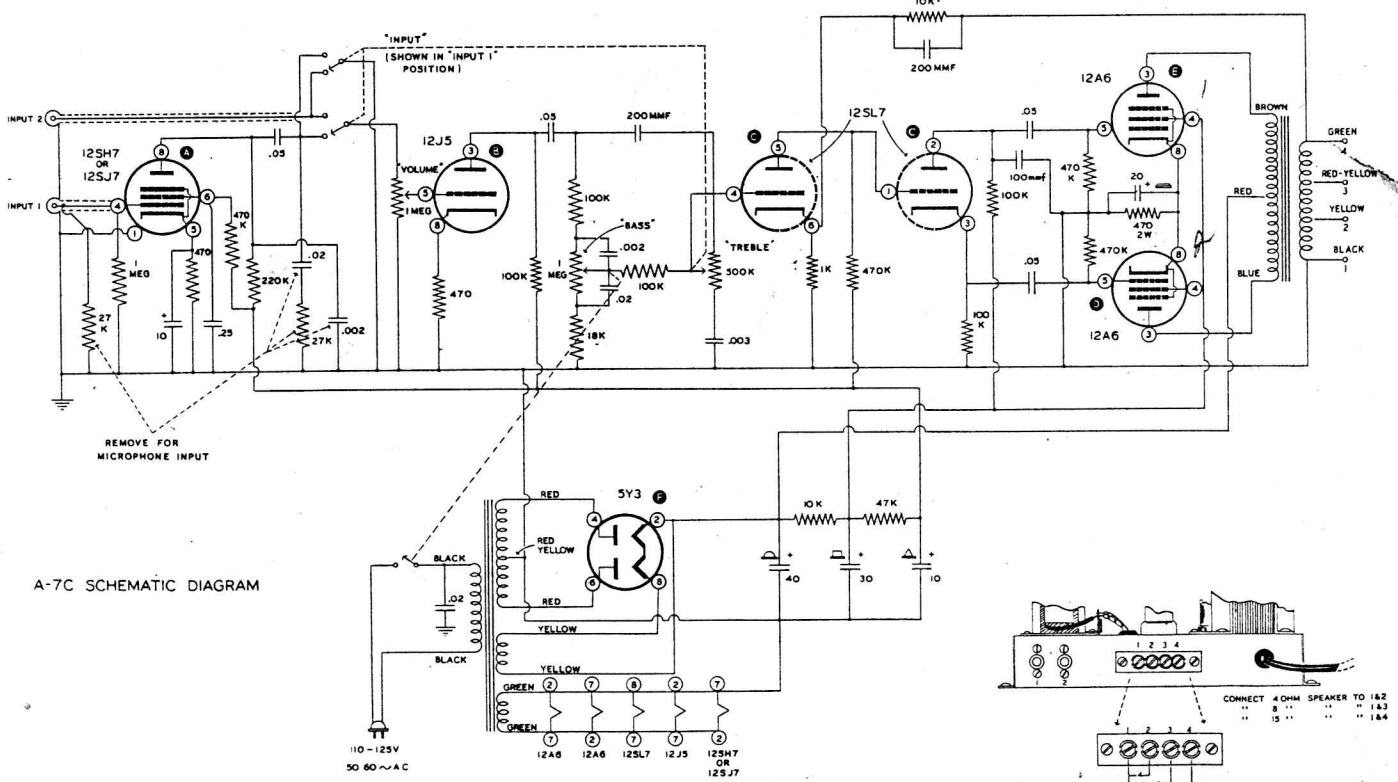 10K
200 MMF
"INPUT"
(SHOWN IN "INPUT 1"
POSITION)
INPUT 2
12SH7
OR
12SJ7
A
8
.05
INPUT 1
4
6
1
5
470
K
470
1
MEG
27
K
+
10
.25
220K
.02
27K
.002
REMOVE FOR
MICROPHONE INPUT
"VOLUME"
1 MEG
12J5
B
3
5
8
470
.05
200 MMF
100K
100K
"BASS"
1
MEG
.002
.02
100K
18K
"TREBLE"
500K
.003
12SL7
C
5
4
6
1K
470K
C
2
1
3
100K
100mmf
.05
.05
100
K
470
K
470K
20 +
470
2W
12A6
E
3
5
4
8
8
5
4
D
3
12A6
BROWN
RED
BLUE
GREEN
4
RED-YELLOW
3
YELLOW
2
BLACK
1
A-7C SCHEMATIC DIAGRAM
BLACK
.02
BLACK
110-125V
50 60 ~ AC
RED
RED
YELLOW
RED
YELLOW
YELLOW
GREEN
GREEN
5Y3
F
4
2
6
8
10K
47K
+
40
+
30
+
10
2 7 8 2 7
7 2 7 7 2
12A6 12A6 12SL7 12J5 12SH7
OR
12SJ7
1 2 3 4
1 2
CONNECT 4 OHM SPEAKER TO 1&2
" 8 " " " 1&3
" 15 " " " 1&4
1 2 3 4
4